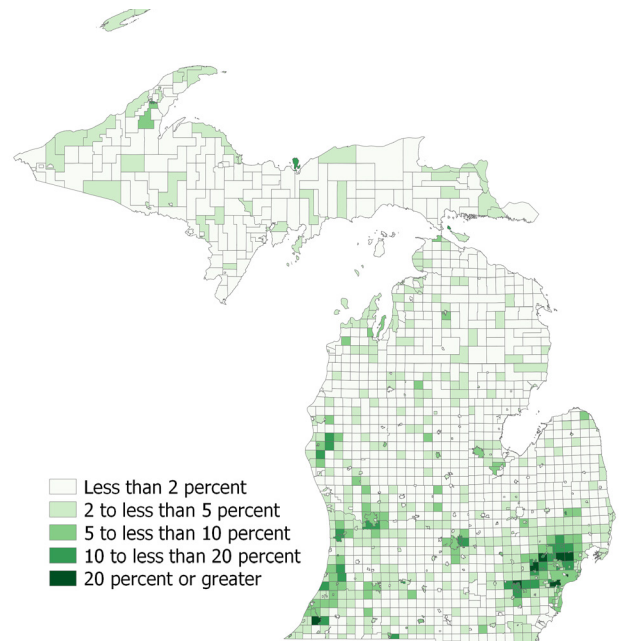 Less than 2 percent
2 to less than 5 percent
5 to less than 10 percent
10 to less than 20 percent
20 percent or greater